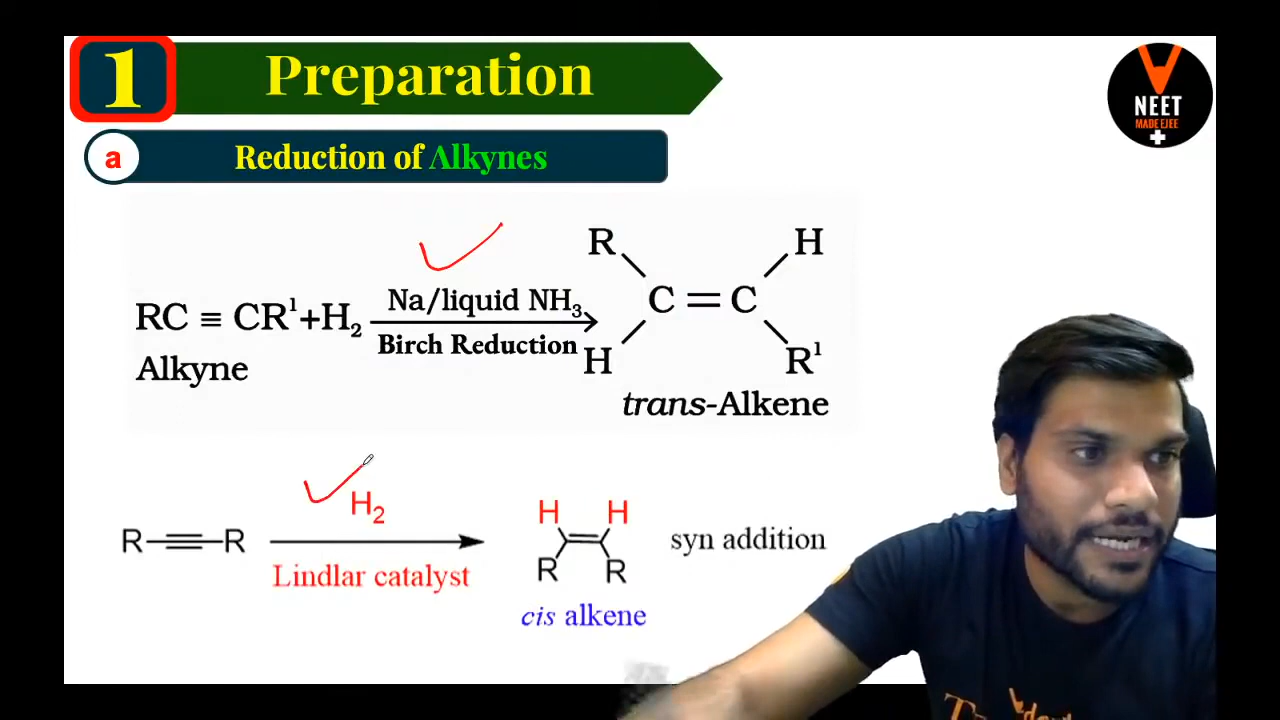 1 Preparation
NEET
MADE EJEE
a Reduction of Alkynes
RC ≡ CR¹+H₂ Na/liquid NH₃
Birch Reduction
Alkyne
R H
C = C
H R¹
trans-Alkene
R R
H₂
Lindlar catalyst
H H
R R
cis alkene
syn addition